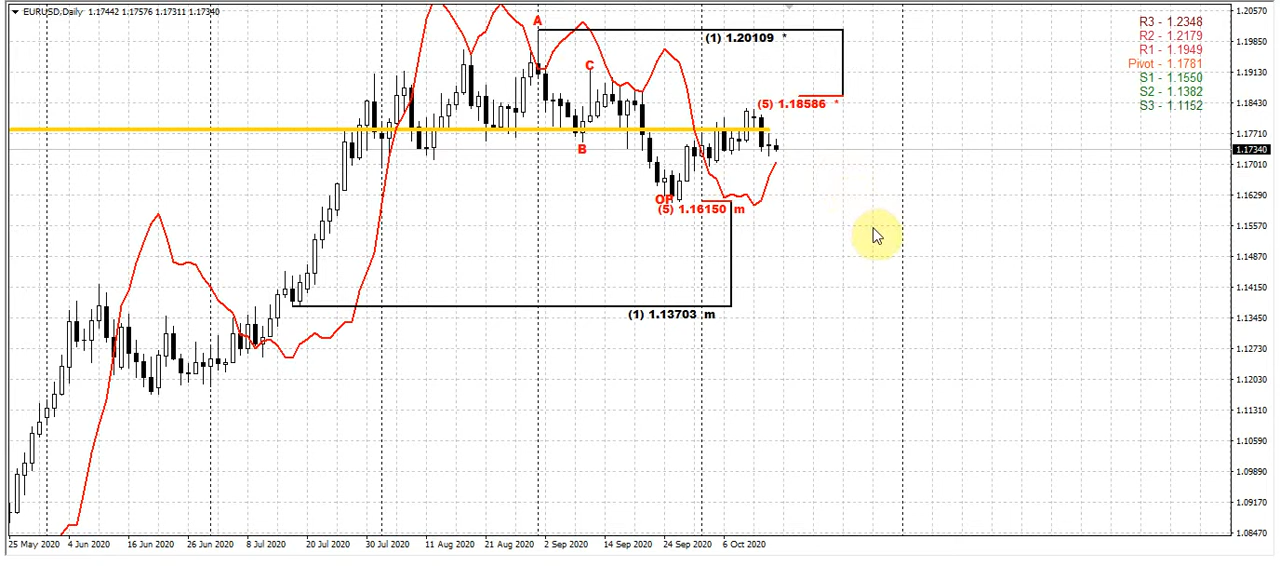 EURUSD,Daily 1.17442 1.17576 1.17311 1.17340
1.20570
R3 - 1.2348
R2 - 1.2179
R1 - 1.1949
Pivot - 1.1781
S1 - 1.1550
S2 - 1.1382
S3 - 1.1152
A
(1) 1.20109 *
C
(5) 1.18586 *
B
OP
(5) 1.16150 m
(1) 1.13703 m
1.19850
1.19130
1.18430
1.17710
1.17340
1.17010
1.16290
1.15570
1.14870
1.14150
1.13450
1.12730
1.12030
1.11310
1.10590
1.09890
1.09170
1.08470
25 May 2020 4 Jun 2020 16 Jun 2020 26 Jun 2020 8 Jul 2020 20 Jul 2020 30 Jul 2020 11 Aug 2020 21 Aug 2020 2 Sep 2020 14 Sep 2020 24 Sep 2020 6 Oct 2020